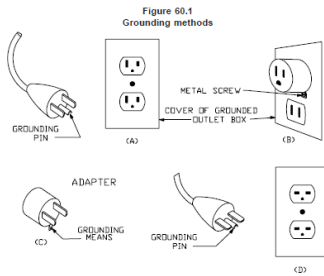 Figure 60.1
Grounding methods
GROUNDING
PIN
(A)
METAL SCREW
COVER OF GROUNDED
OUTLET BOX
(B)
ADAPTER
GROUNDING
MEANS
(C)
GROUNDING
PIN
(D)